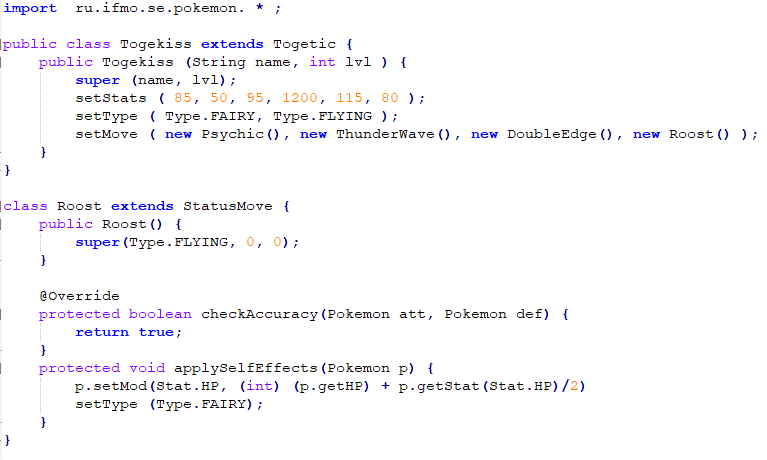 import  ru.ifmo.se.pokemon. * ;
public class Togekiss extends Togetic {
public Togekiss (String name, int lvl ) {
super (name, lvl);
setStats ( 85, 50, 95, 1200, 115, 80 );
setType ( Type.FAIRY, Type.FLYING );
setMove ( new Psychic(), new ThunderWave(), new DoubleEdge(), new Roost() );
}
}
class Roost extends StatusMove {
public Roost() {
super(Type.FLYING, 0, 0);
}
@Override
protected boolean checkAccuracy(Pokemon att, Pokemon def) {
return true;
}
protected void applySelfEffects(Pokemon p) {
p.setMod(Stat.HP, (int) (p.getHP) + p.getStat(Stat.HP)/2)
setType (Type.FAIRY);
}
}